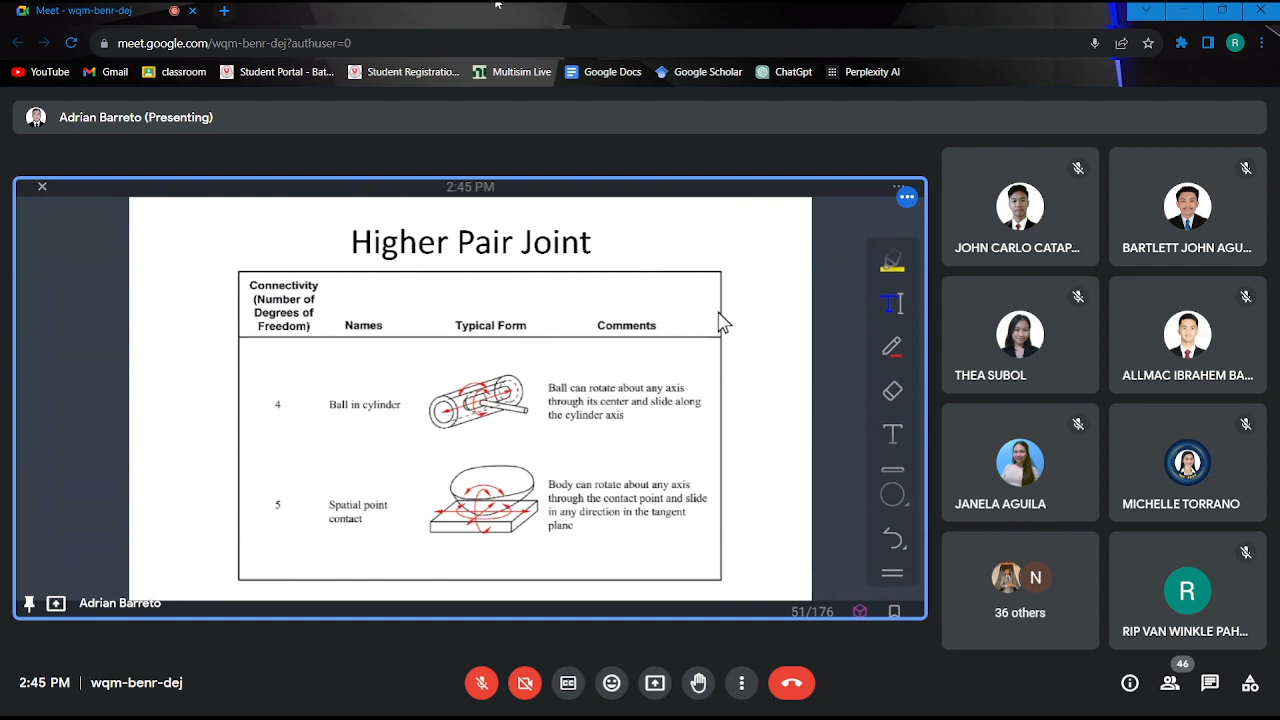 Meet - wqm-benr-dej
meet.google.com/wqm-benr-dej?authuser=0
R
YouTube
Gmail
classroom
Student Portal - Bat...
Student Registratio...
Multisim Live
Google Docs
Google Scholar
ChatGPT
Perplexity AI
Adrian Barreto (Presenting)
2:45 PM
Higher Pair Joint
Connectivity
(Number of
Degrees of
Freedom)
Names
Typical Form
Comments
4
Ball in cylinder
Ball can rotate about any axis
through its center and slide along
the cylinder axis
5
Spatial point
contact
Body can rotate about any axis
through the contact point and slide
in any direction in the tangent
plane
T
T
Adrian Barreto
51/176
JOHN CARLO CATAP...
BARTLETT JOHN AGU...
THEA SUBOL
ALLMAC IBRAHEM BA...
JANELA AGUILA
MICHELLE TORRANO
N
36 others
R
RIP VAN WINKLE PAH...
2:45 PM
wqm-benr-dej
46